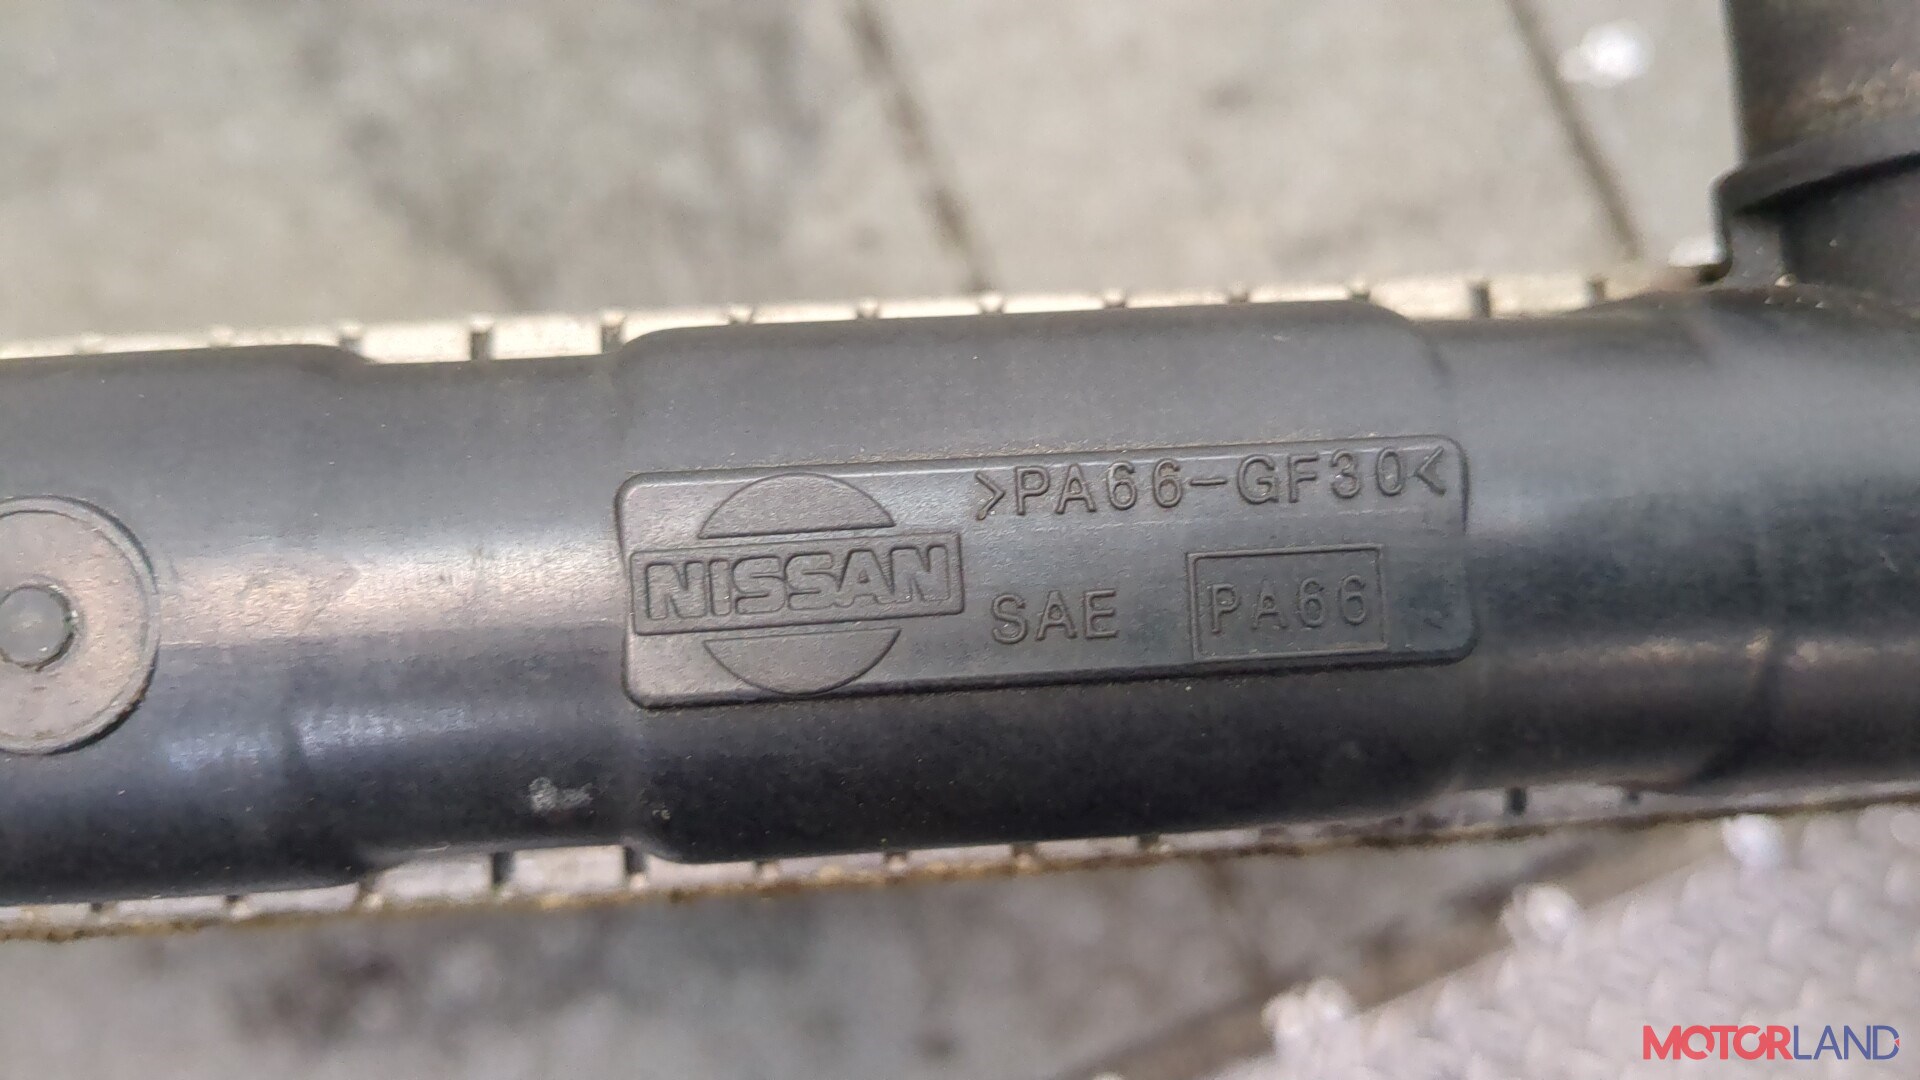 >PA66-GF30<
NISSAN
SAE PA66
MOTORLAND